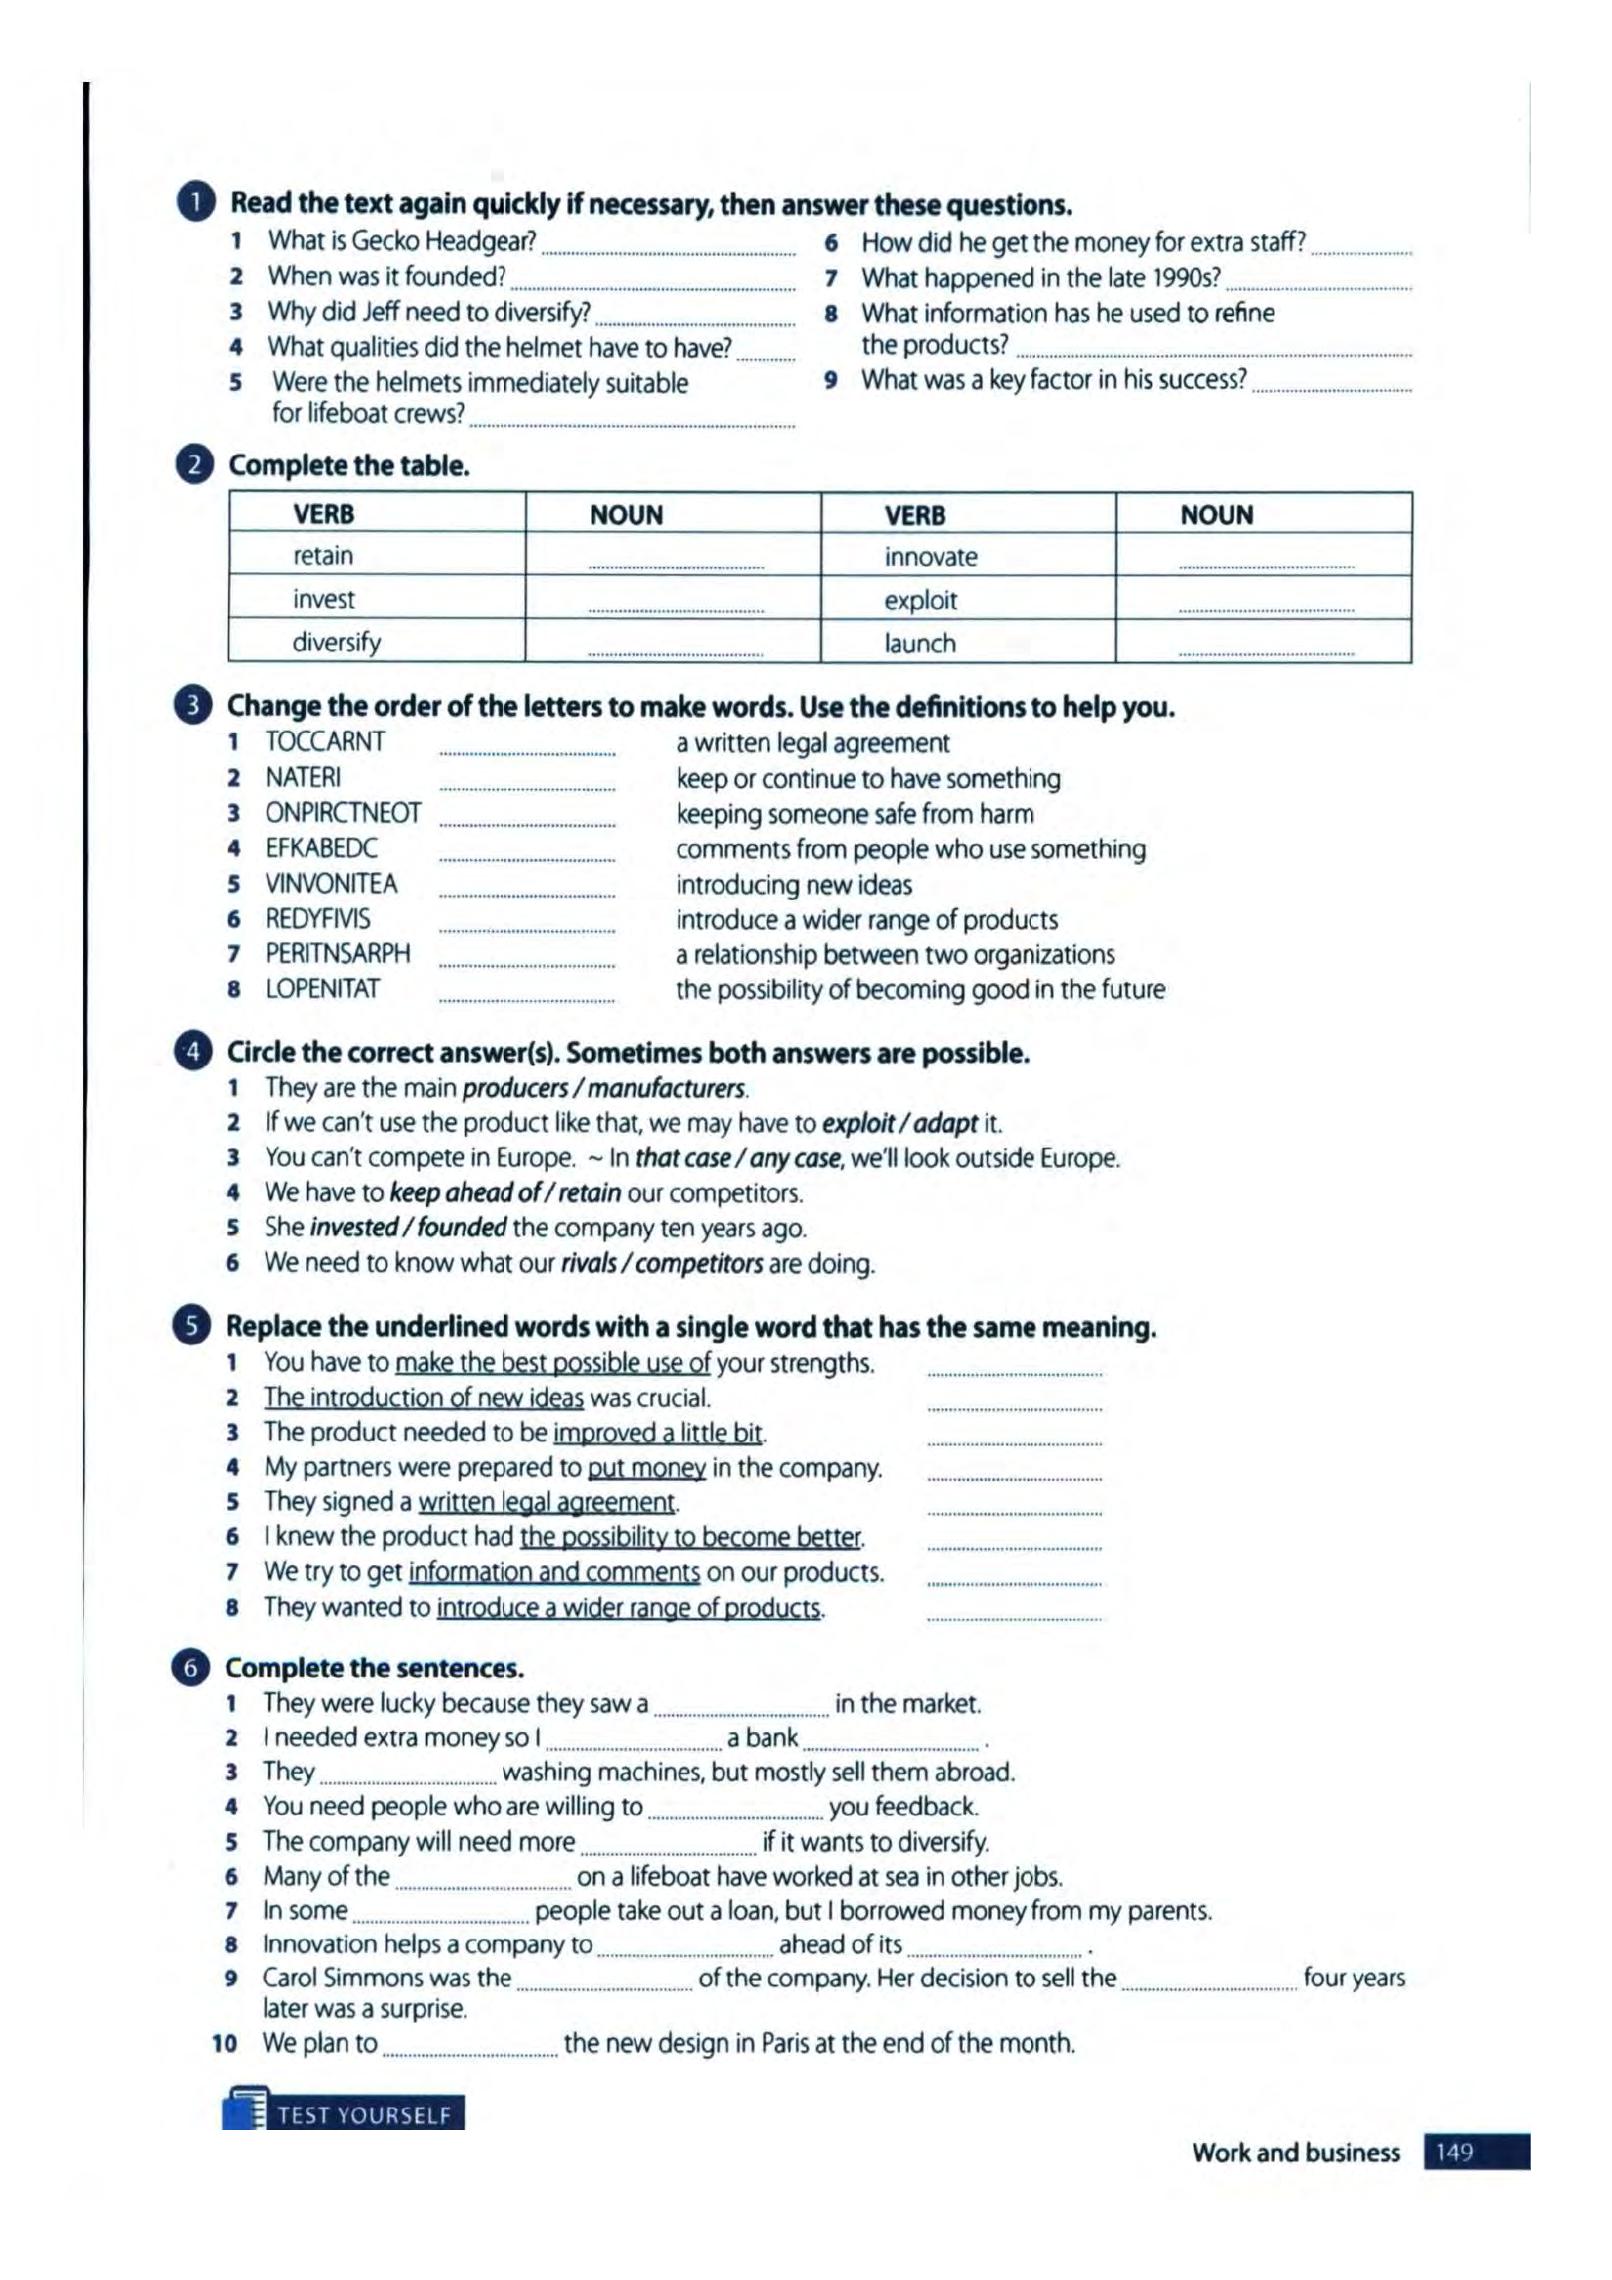 1 Read the text again quickly if necessary, then answer these questions.
1 What is Gecko Headgear?
2 When was it founded?
3 Why did Jeff need to diversify?
4 What qualities did the helmet have to have?
5 Were the helmets immediately suitable
for lifeboat crews?
6 How did he get the money for extra staff?
7 What happened in the late 1990s?
8 What information has he used to refine
the products?
9 What was a key factor in his success?
2 Complete the table.
VERB NOUN VERB NOUN
retain innovate
invest exploit
diversify launch
3 Change the order of the letters to make words. Use the definitions to help you.
1 TOCCARNT a written legal agreement
2 NATERI keep or continue to have something
3 ONPIRCTNEOT keeping someone safe from harm
4 EFKABEDC comments from people who use something
5 VINVONITEA introducing new ideas
6 REDYFIVIS introduce a wider range of products
7 PERITNSARPH a relationship between two organizations
8 LOPENITAT the possibility of becoming good in the future
4 Circle the correct answer(s). Sometimes both answers are possible.
1 They are the main producers / manufacturers.
2 If we can't use the product like that, we may have to exploit / adapt it.
3 You can't compete in Europe. ~ In that case / any case, we'll look outside Europe.
4 We have to keep ahead of / retain our competitors.
5 She invested / founded the company ten years ago.
6 We need to know what our rivals / competitors are doing.
5 Replace the underlined words with a single word that has the same meaning.
1 You have to make the best possible use of your strengths.
2 The introduction of new ideas was crucial.
3 The product needed to be improved a little bit.
4 My partners were prepared to put money in the company.
5 They signed a written legal agreement.
6 I knew the product had the possibility to become better.
7 We try to get information and comments on our products.
8 They wanted to introduce a wider range of products.
6 Complete the sentences.
1 They were lucky because they saw a in the market.
2 I needed extra money so I a bank .
3 They washing machines, but mostly sell them abroad.
4 You need people who are willing to you feedback.
5 The company will need more if it wants to diversify.
6 Many of the on a lifeboat have worked at sea in other jobs.
7 In some people take out a loan, but I borrowed money from my parents.
8 Innovation helps a company to ahead of its .
9 Carol Simmons was the of the company. Her decision to sell the four years
later was a surprise.
10 We plan to the new design in Paris at the end of the month.
TEST YOURSELF
Work and business 149